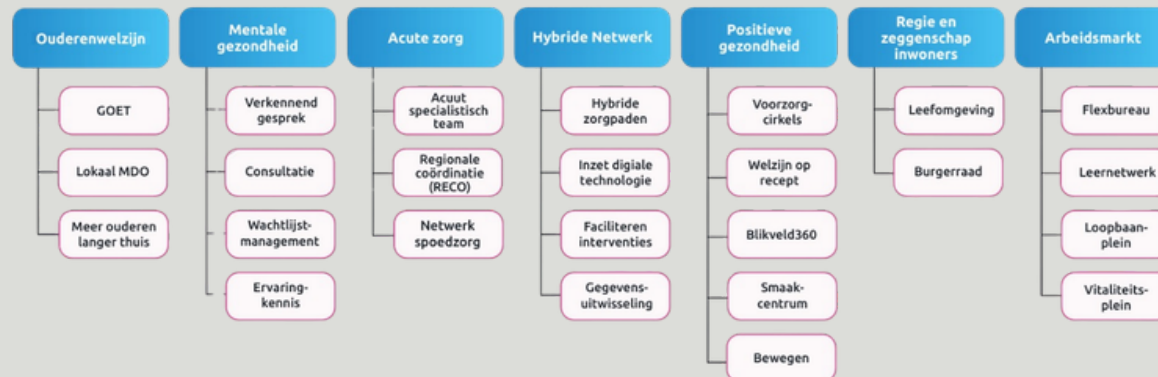 Ouderenwelzijn
GOET
Lokaal MDO
Meer ouderen
langer thuis
Mentale
gezondheid
Verkennend
gesprek
Consultatie
Wachtlijst-
management
Ervaring-
kennis
Acute zorg
Acuut
specialistisch
team
Regionale
coördinatie
(RECO)
Netwerk
spoedzorg
Hybride Netwerk
Hybride
zorgpaden
Inzet digiale
technologie
Faciliteren
interventies
Gegevens-
uitwisseling
Positieve
gezondheid
Voorzorg-
cirkels
Welzijn op
recept
Blikveld360
Smaak-
centrum
Bewegen
Regie en
zeggenschap
inwoners
Leefomgeving
Burgerraad
Arbeidsmarkt
Flexbureau
Leernetwerk
Loopbaan-
plein
Vitaliteits-
plein